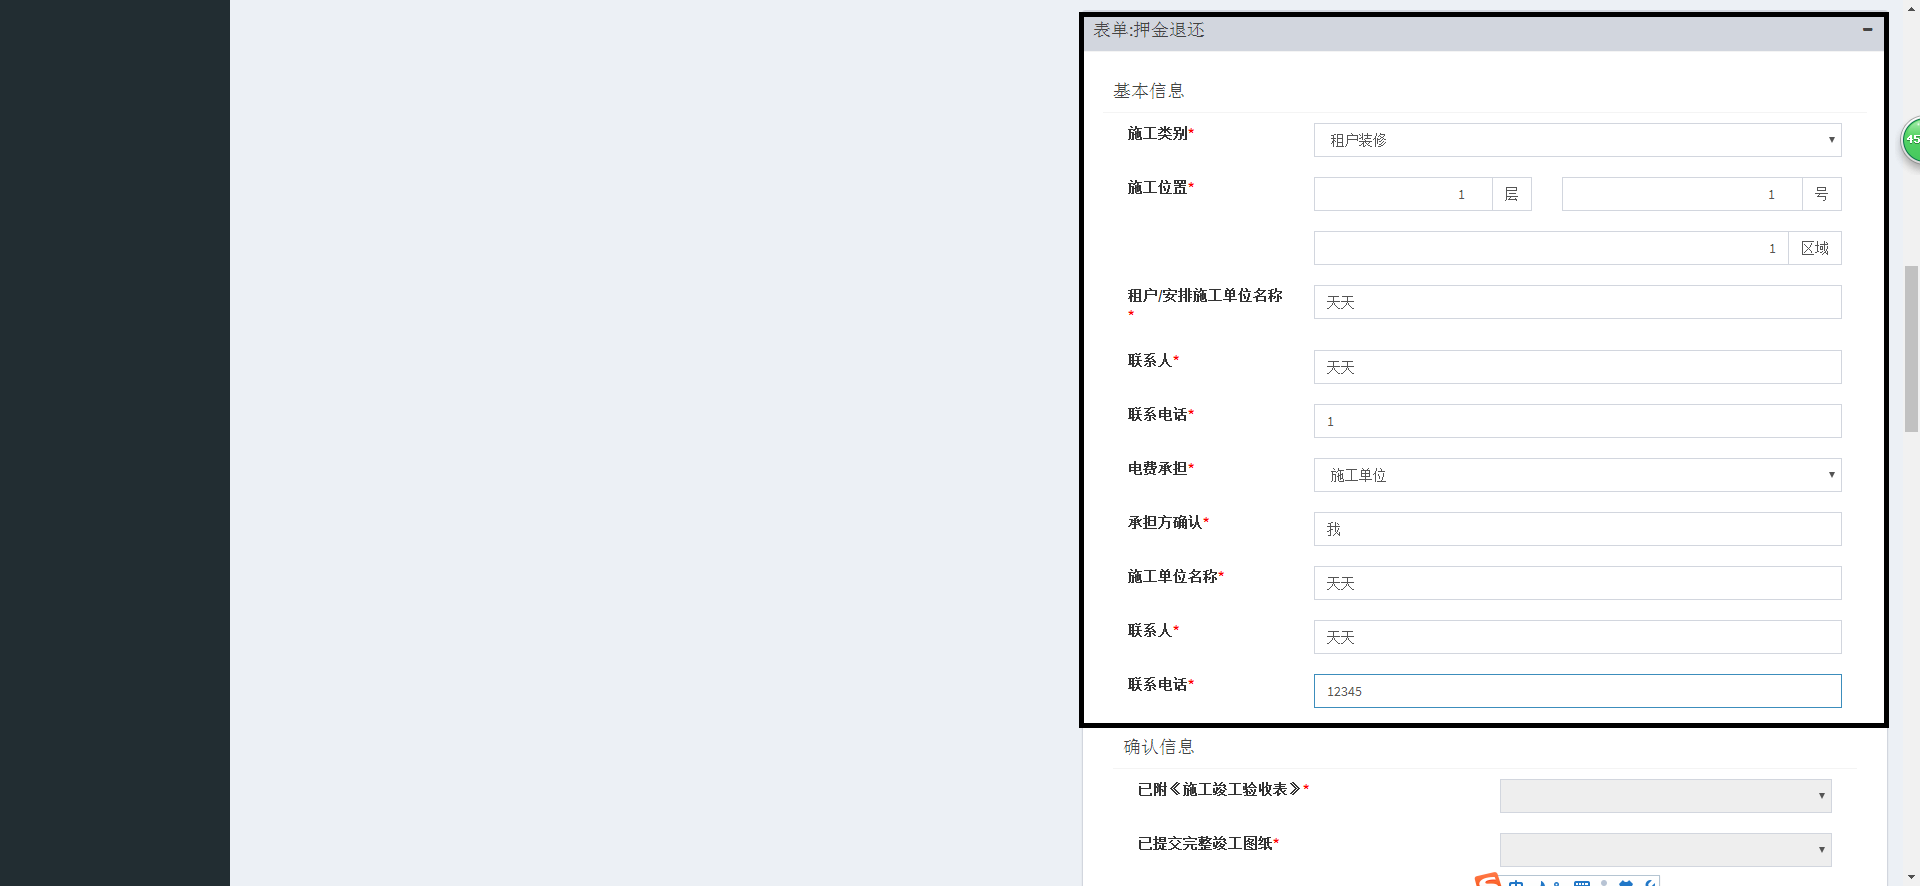 表单:押金退还
基本信息
施工类别* 租户装修
施工位置* 1 层 1 号
1 区域
租户/安排施工单位名称
* 天天
联系人* 天天
联系电话* 1
电费承担* 施工单位
承担方确认* 我
施工单位名称* 天天
联系人* 天天
联系电话* 12345
确认信息
已附《施工竣工验收表》*
已提交完整竣工图纸*
45